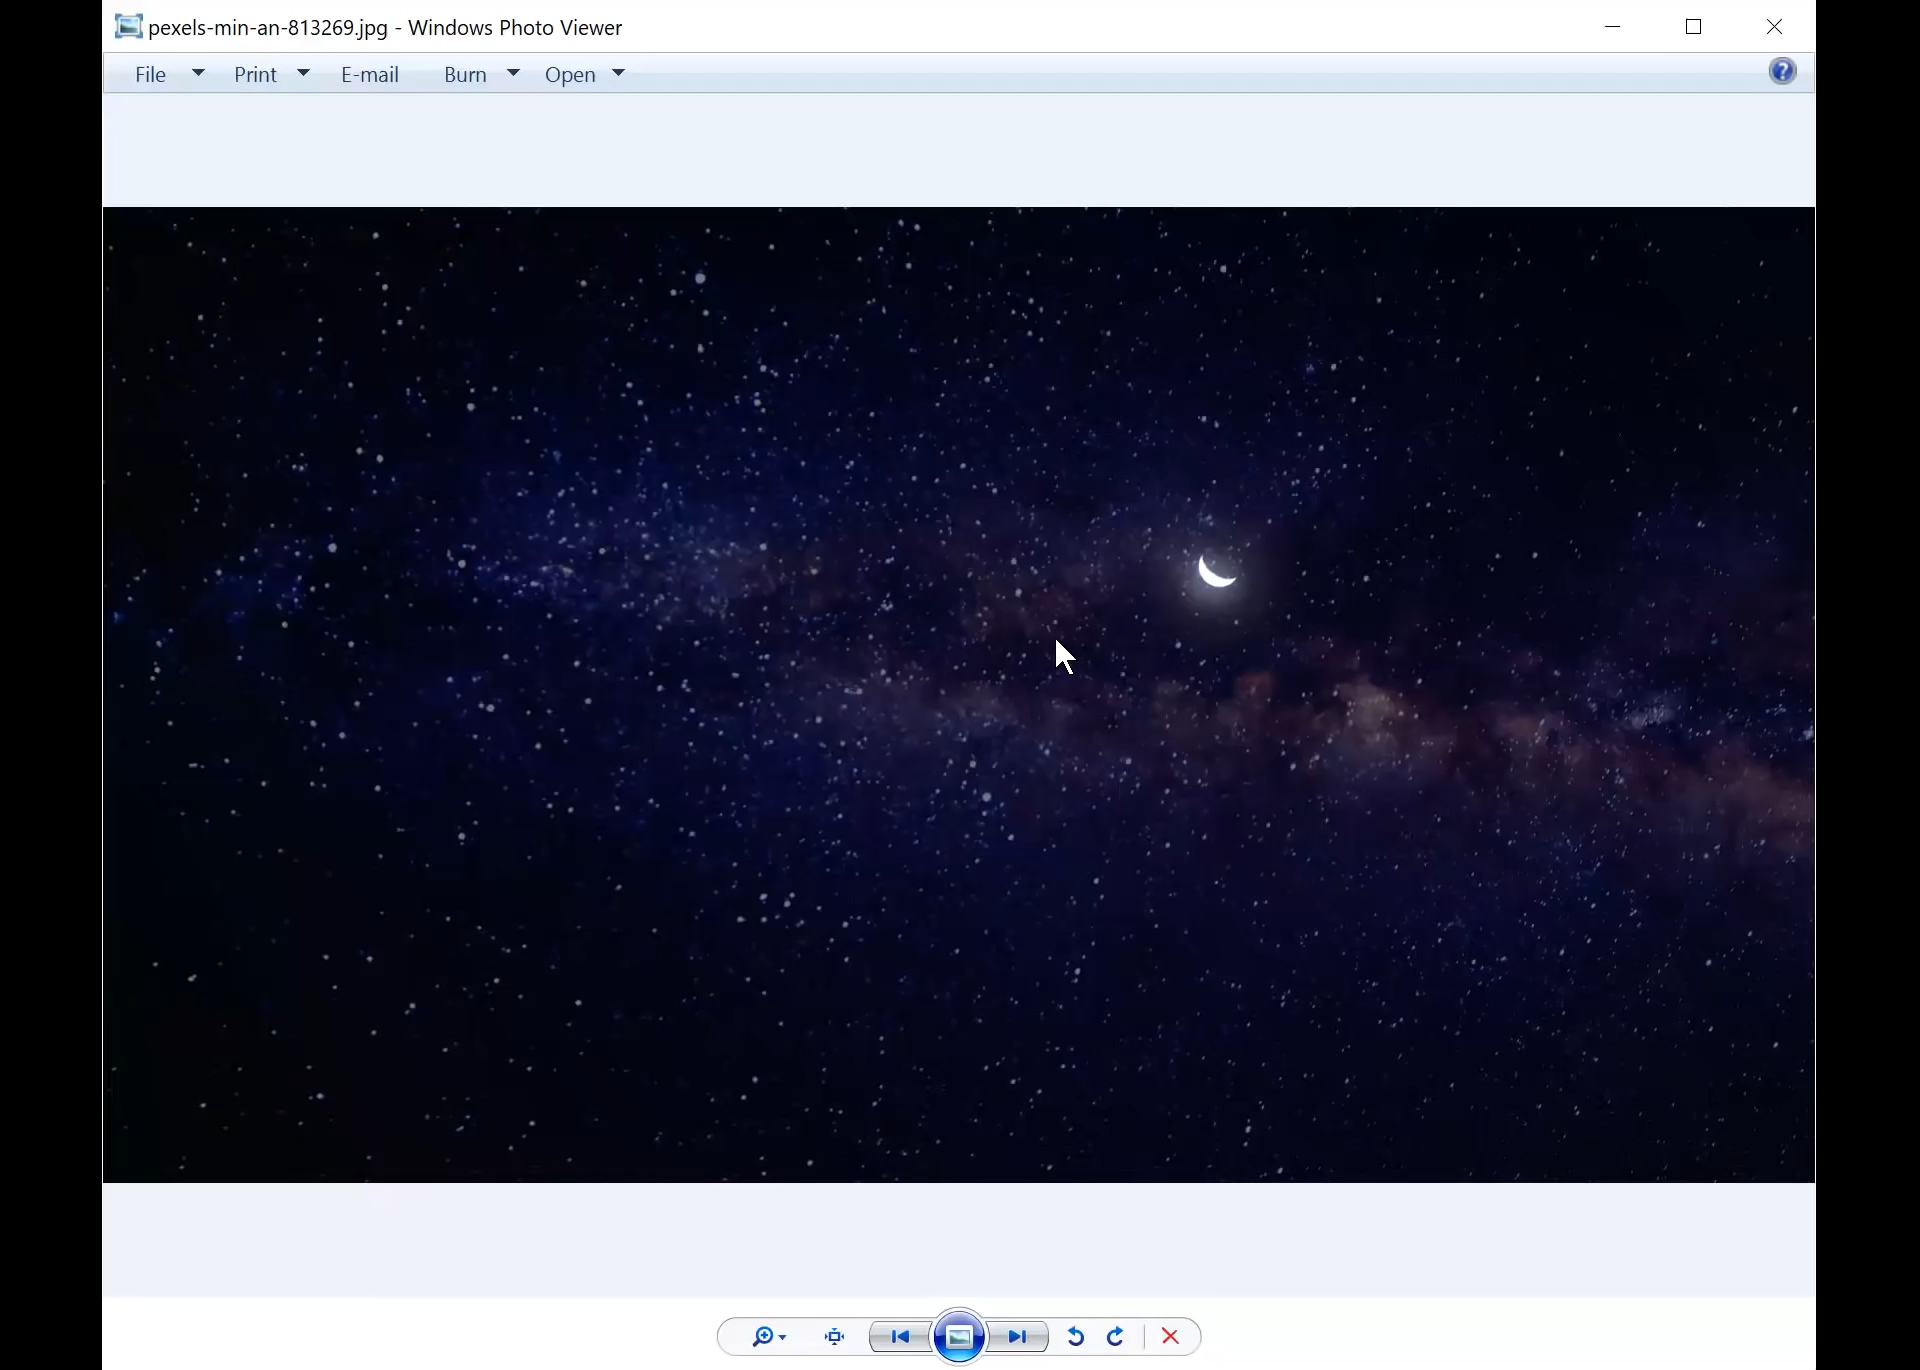 pexels-min-an-813269.jpg - Windows Photo Viewer
File Print E-mail Burn Open ?